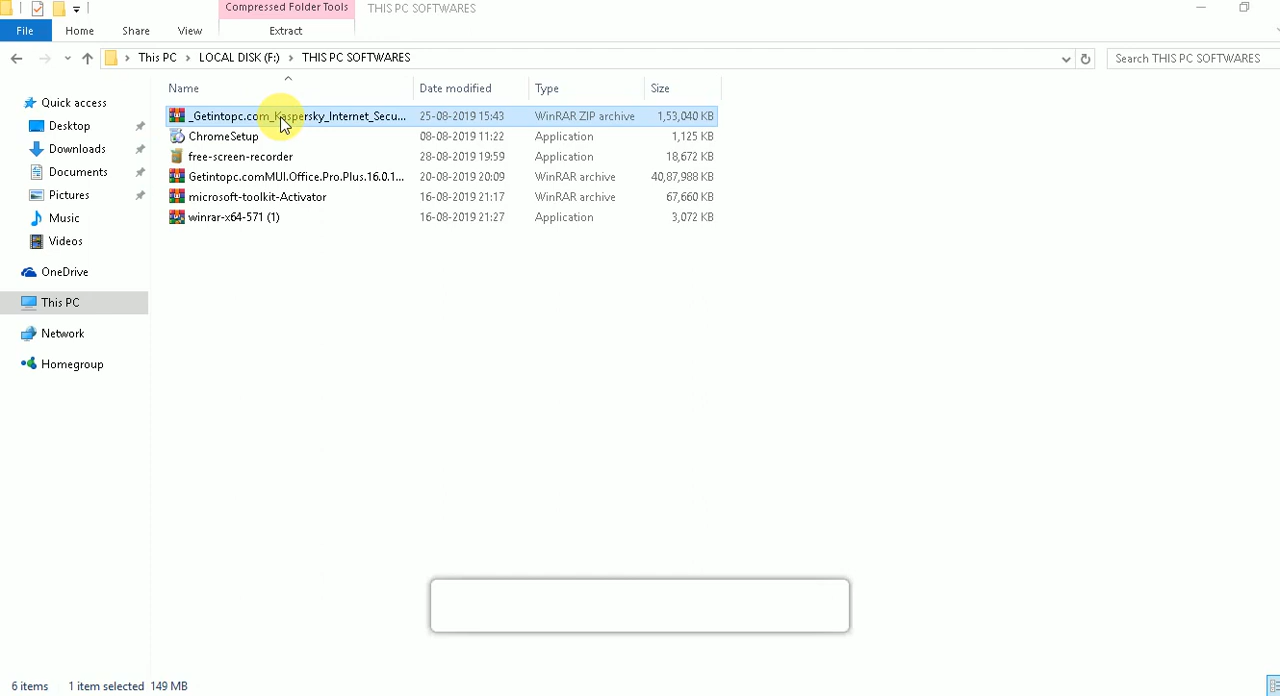 Compressed Folder Tools THIS PC SOFTWARES
File Home Share View Extract
This PC LOCAL DISK (F:) THIS PC SOFTWARES Search THIS PC SOFTWARES
Name Date modified Type Size
Quick access
Desktop
Downloads
Documents
Pictures
Music
Videos
OneDrive
This PC
Network
Homegroup
_Getintopc.com_Kaspersky_Internet_Secu... 25-08-2019 15:43 WinRAR ZIP archive 1,53,040 KB
ChromeSetup 08-08-2019 11:22 Application 1,125 KB
free-screen-recorder 28-08-2019 19:59 Application 18,672 KB
Getintopc.comMUI.Office.Pro.Plus.16.0.1... 20-08-2019 20:09 WinRAR archive 40,87,988 KB
microsoft-toolkit-Activator 16-08-2019 21:17 WinRAR archive 67,660 KB
winrar-x64-571 (1) 16-08-2019 21:27 Application 3,072 KB
6 items 1 item selected 149 MB